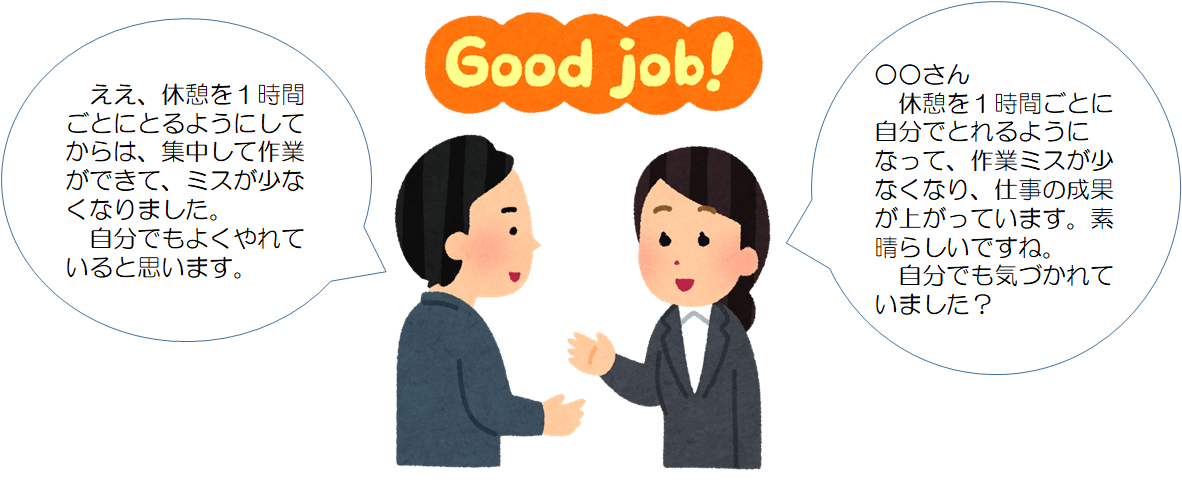 Good job!
〇〇さん
　休憩を１時間ごとに
自分でとれるように
なって、作業ミスが少
なくなり、仕事の成果
が上がっています。素
晴らしいですね。
　自分でも気づかれて
いました？
　ええ、休憩を１時間
ごとにとるようにして
からは、集中して作業
ができて、ミスが少な
くなりました。
　自分でもよくやれて
いると思います。